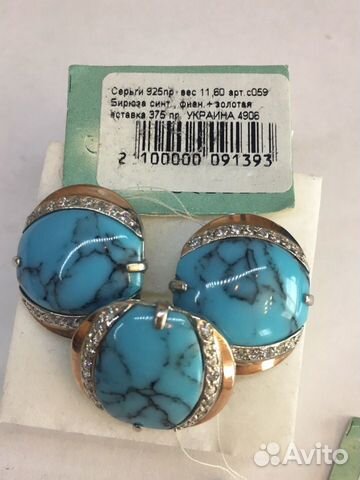 Серьги 925пр вес 11,60 арт.с059
Бирюза синт., фиан.+золотая
вставка 375 пр. УКРАИНА 4906
2 100000 091393
Avito